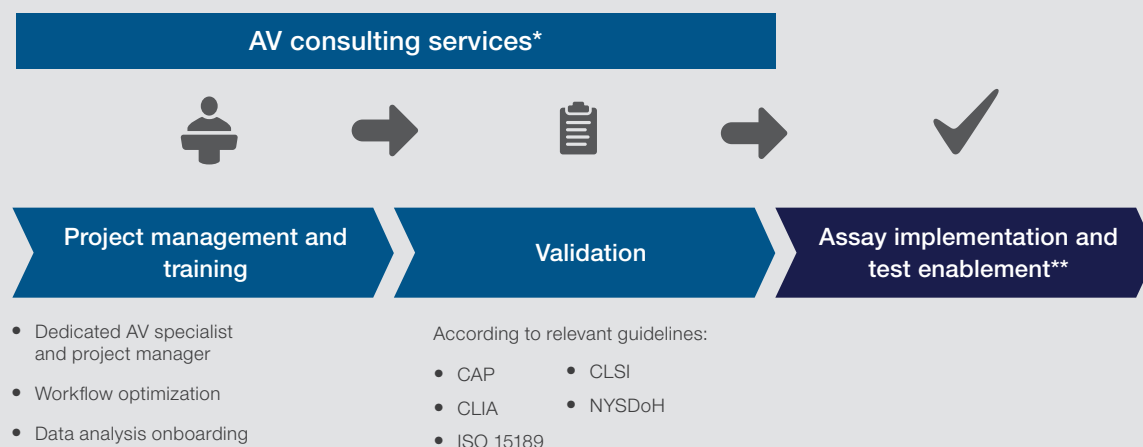 AV consulting services*
Project management and
training
Validation
Assay implementation and
test enablement**
• Dedicated AV specialist
and project manager
• Workflow optimization
• Data analysis onboarding
According to relevant guidelines:
• CAP
• CLIA
• ISO 15189
• CLSI
• NYSDoH